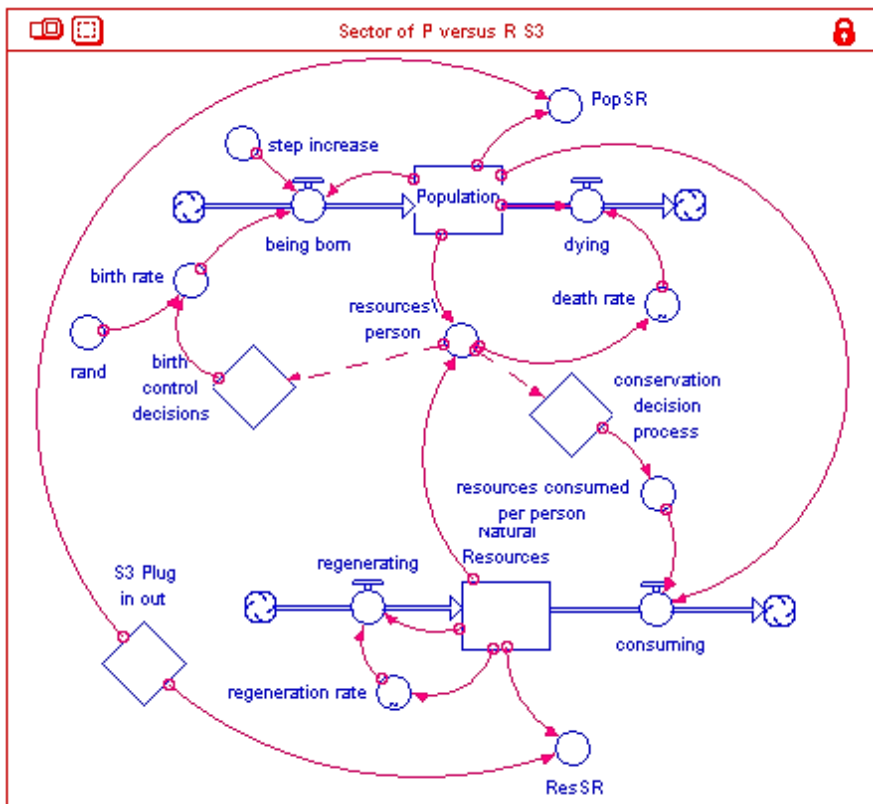 Sector of P versus R S3
PopSR
step increase
Population
being born
dying
birth rate
resources\
person
death rate
rand
birth
control
decisions
conservation
decision
process
resources consumed
per person
Natural
Resources
regenerating
S3 Plug
in out
consuming
regeneration rate
ResSR
~
~